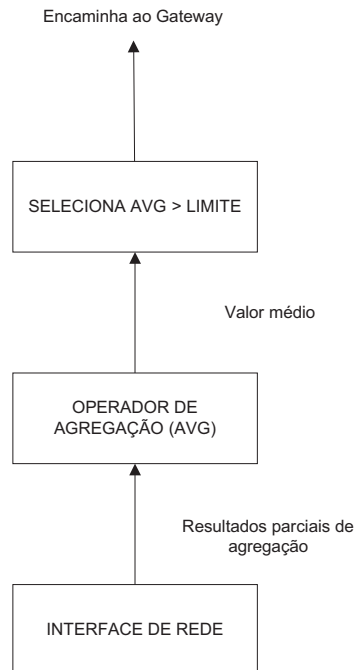 Encaminha ao Gateway
SELECIONA AVG > LIMITE
Valor médio
OPERADOR DE
AGREGAÇÃO (AVG)
Resultados parciais de
agregação
INTERFACE DE REDE